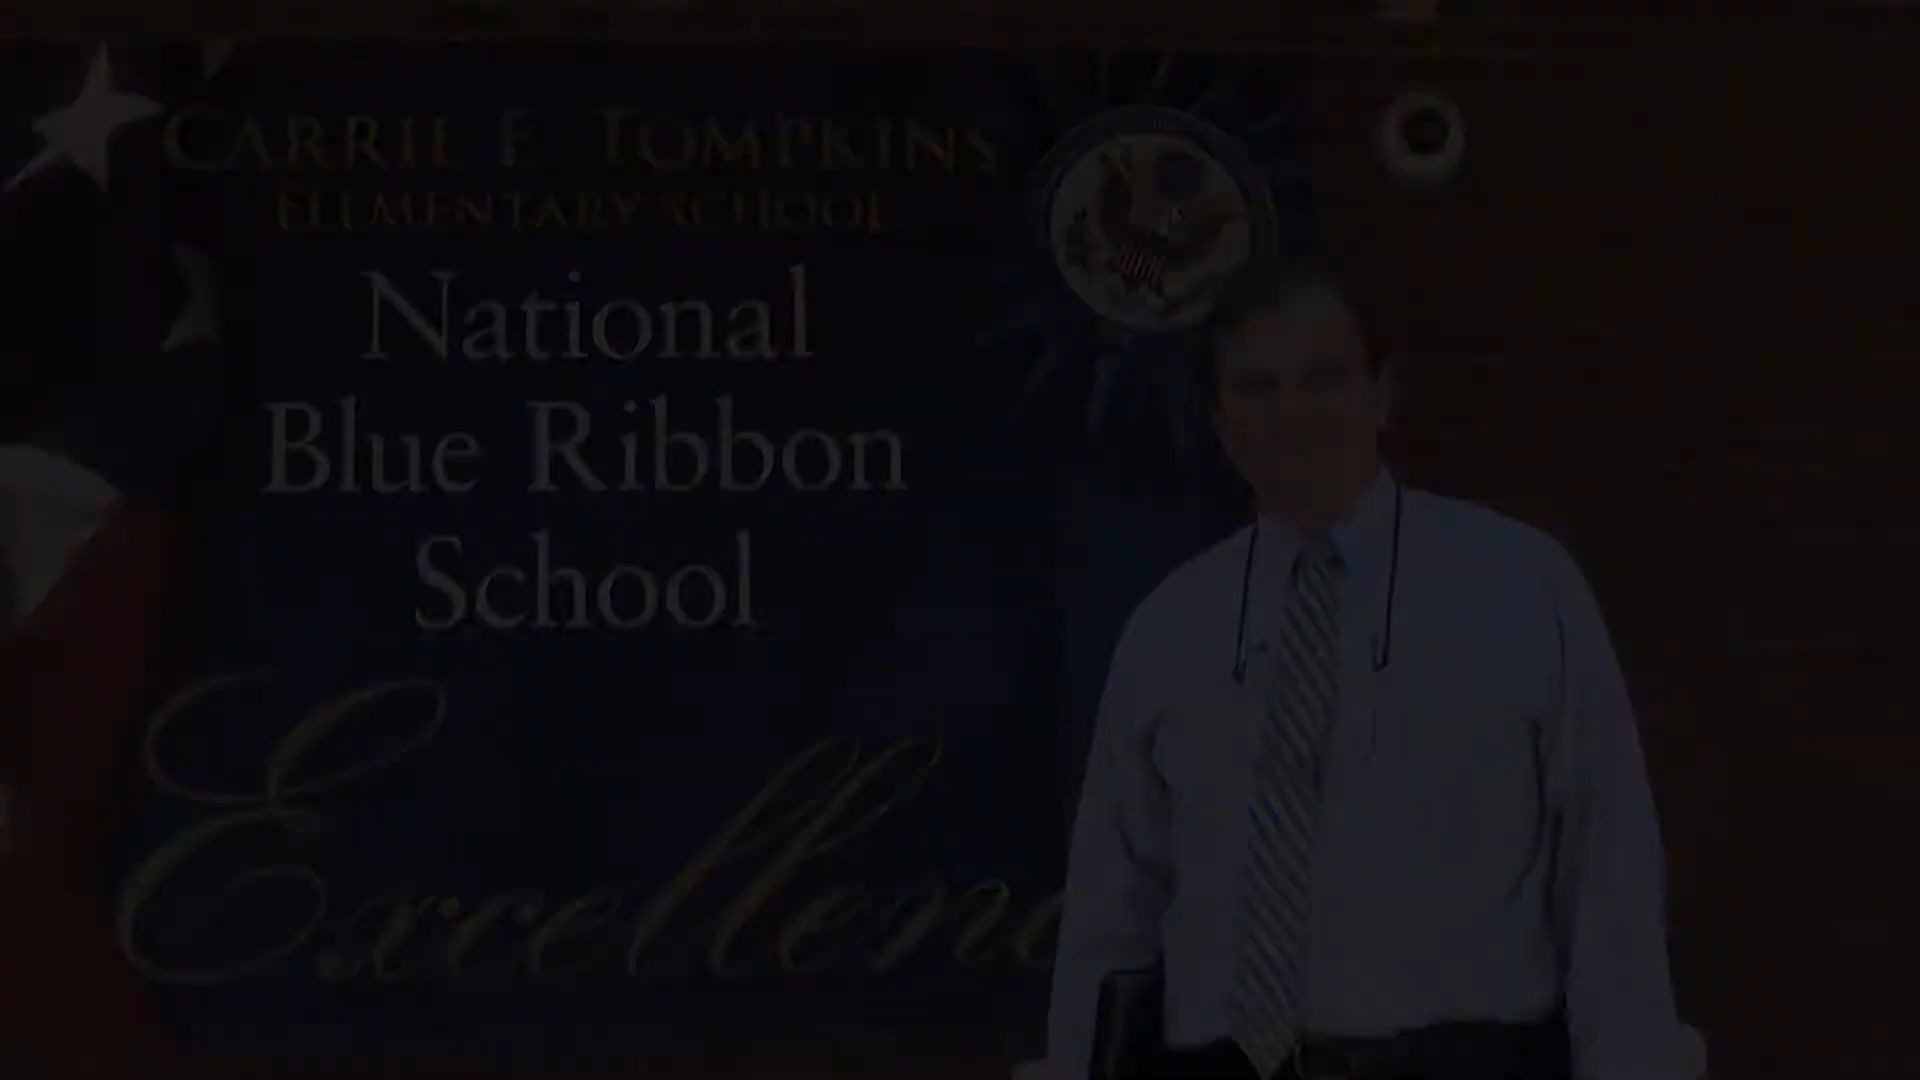 CARRIE E. TOMPKINS
ELEMENTARY SCHOOL
National
Blue Ribbon
School